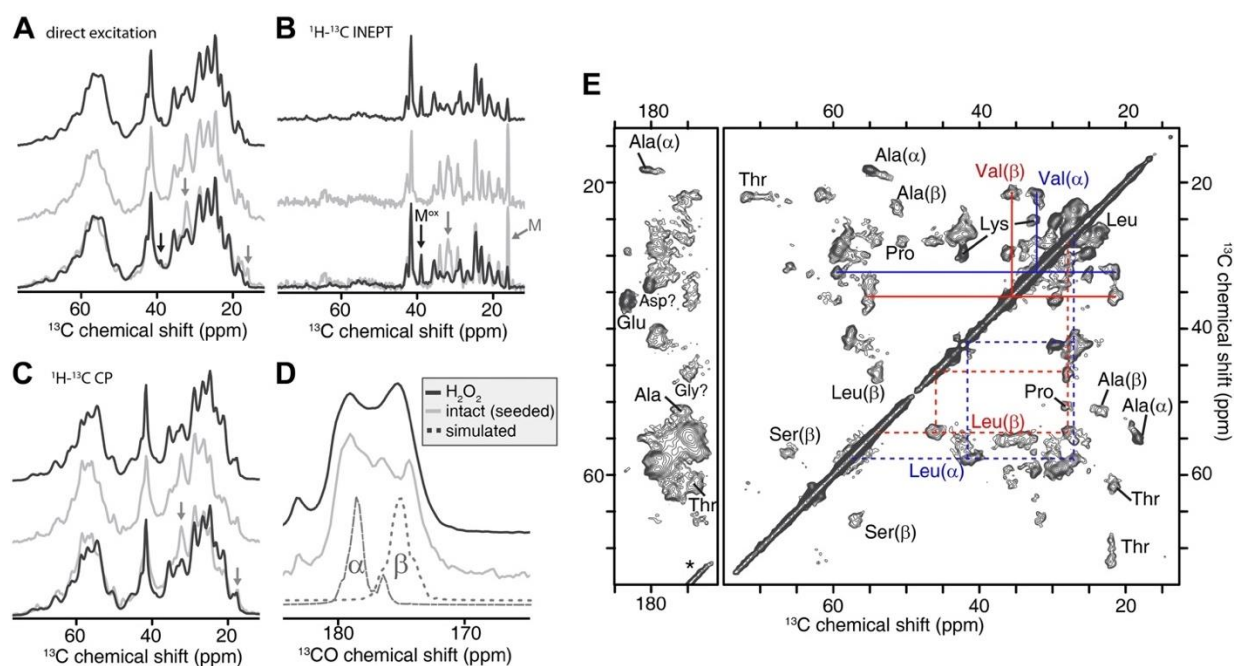 A direct excitation
60 40 20
¹³C chemical shift (ppm)
B ¹H-¹³C INEPT
Mᵒˣ
M
60 40 20
¹³C chemical shift (ppm)
C ¹H-¹³C CP
60 40 20
¹³C chemical shift (ppm)
D
H₂O₂
intact (seeded)
simulated
α β
180 170
¹³CO chemical shift (ppm)
E
180 60 40 20
Ala(α)
20
Asp?
Glu
Gly?
Ala
60
Thr
*
180
Thr
Ala(α)
Ala(β)
Val(β)
Val(α)
Lys
Leu
Pro
Leu(β)
Pro
Ala(β)
Ala(α)
Leu(β)
Ser(β)
Leu(α)
Thr
Ser(β)
Thr
20
40
60
¹³C chemical shift (ppm)
60 40 20
¹³C chemical shift (ppm)